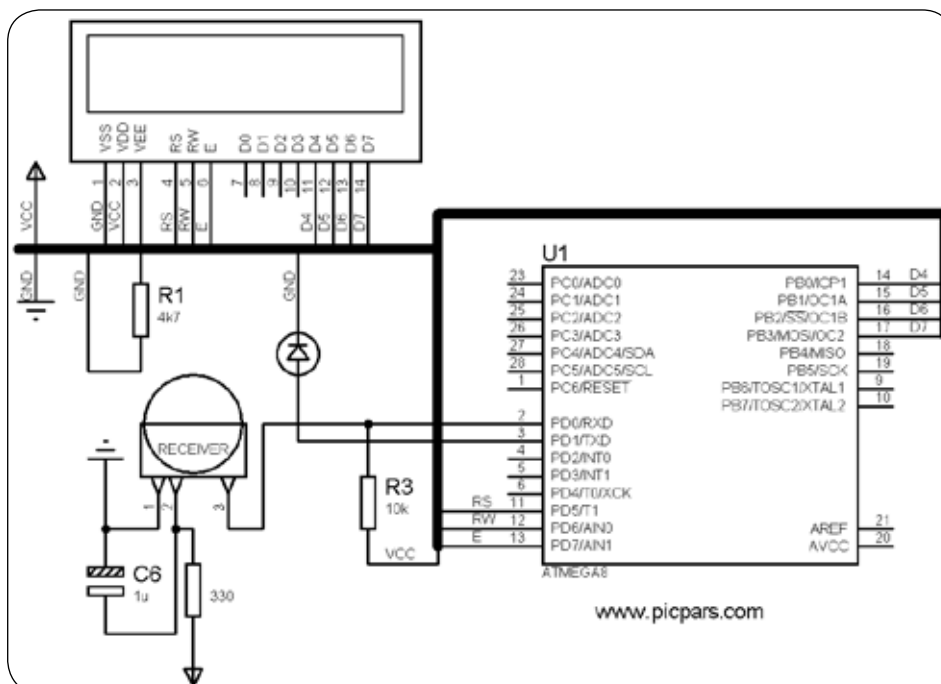 VSS VDD VEE RS RW E D0 D1 D2 D3 D4 D5 D6 D7
1 2 3 4 5 6 7 8 9 10 11 12 13 14
VCC GND VCC RS RW E D4 D5 D6 D7
GND GND GND
R1
4k7
RECEIVER
1 2 3
C6
1u
330
R3
10k
VCC
RS
RW
E
U1
23 PC0/ADC0
24 PC1/ADC1
25 PC2/ADC2
26 PC3/ADC3
27 PC4/ADC4/SDA
28 PC5/ADC5/SCL
1 PC6/RESET
2 PD0/RXD
3 PD1/TXD
4 PD2/INT0
5 PD3/INT1
6 PD4/T0/XCK
11 PD5/T1
12 PD6/AIN0
13 PD7/AIN1
PB0/ICP1 14 D4
PB1/OC1A 15 D5
PB2/SS/OC1B 16 D6
PB3/MOSI/OC2 17 D7
PB4/MISO 18
PB5/SCK 19
PB6/TOSC1/XTAL1 9
PB7/TOSC2/XTAL2 10
AREF 21
AVCC 20
ATMEGA8
www.picpars.com